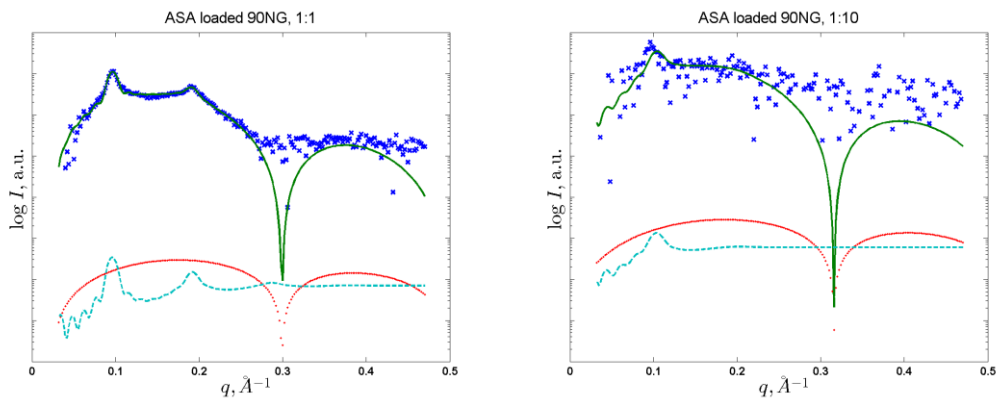 ASA loaded 90NG, 1:1
log I, a.u.
0 0.1 0.2 0.3 0.4 0.5
q, Å⁻¹
ASA loaded 90NG, 1:10
log I, a.u.
0 0.1 0.2 0.3 0.4 0.5
q, Å⁻¹